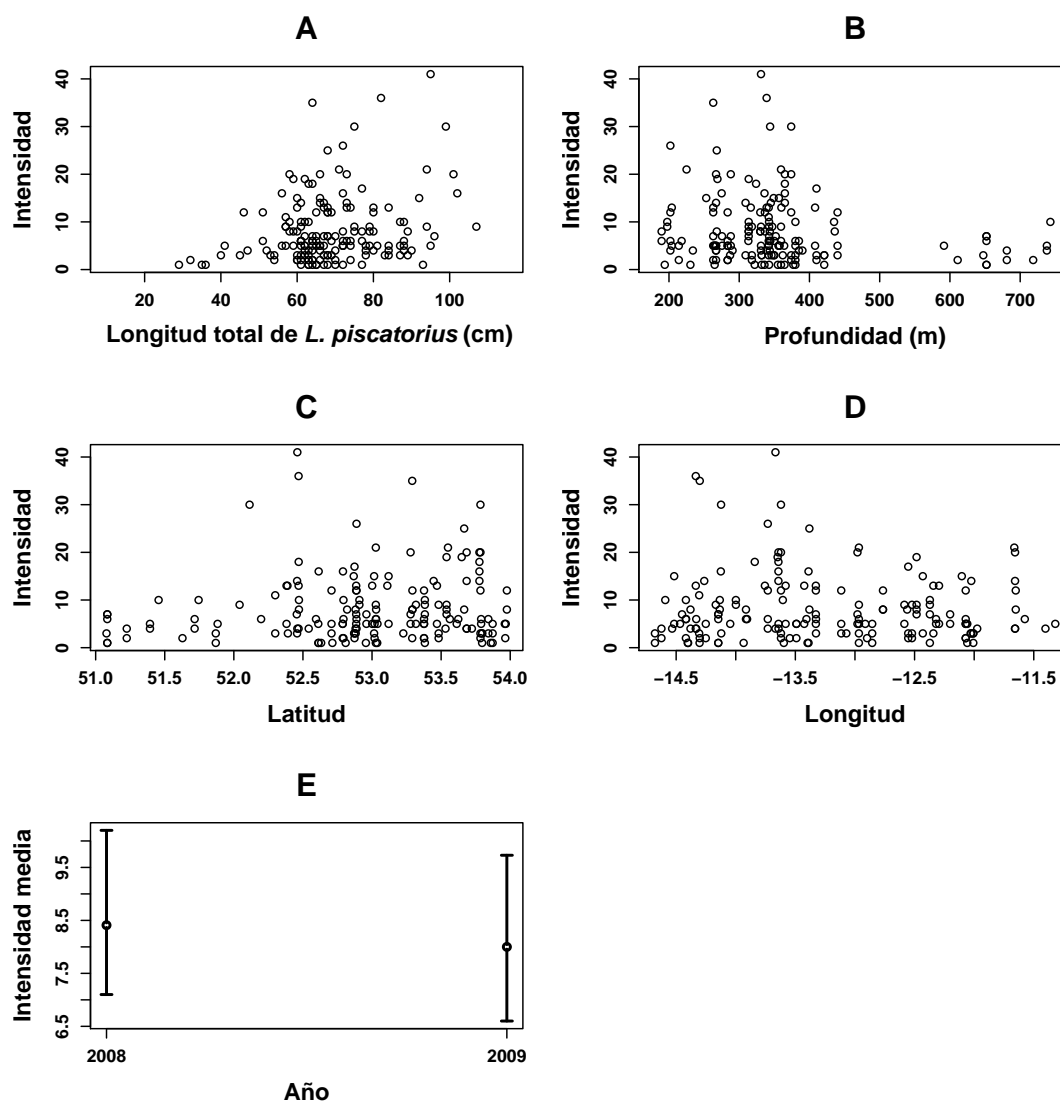 A
Intensidad
0 10 20 30 40
20 40 60 80 100
Longitud total de L. piscatorius (cm)
B
Intensidad
0 10 20 30 40
200 300 400 500 600 700
Profundidad (m)
C
Intensidad
0 10 20 30 40
51.0 51.5 52.0 52.5 53.0 53.5 54.0
Latitud
D
Intensidad
0 10 20 30 40
−14.5 −13.5 −12.5 −11.5
Longitud
E
Intensidad media
6.5 7.5 8.5 9.5
2008 2009
Año